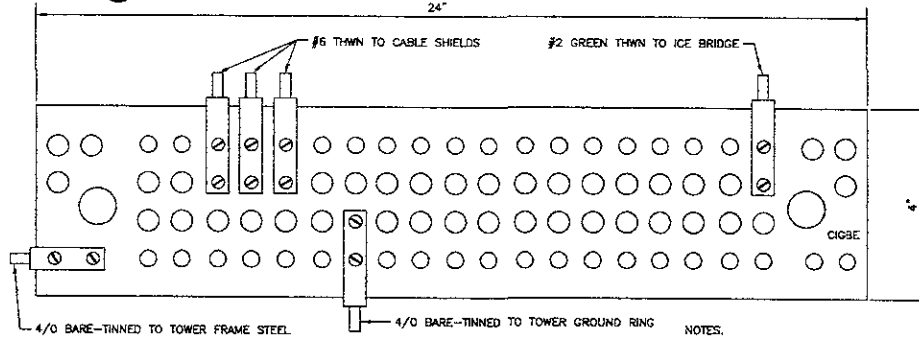 24"
#6 THWN TO CABLE SHIELDS
#2 GREEN THWN TO ICE BRIDGE
4"
CIGBE
4/0 BARE-TINNED TO TOWER FRAME STEEL
4/0 BARE-TINNED TO TOWER GROUND RING
NOTES.